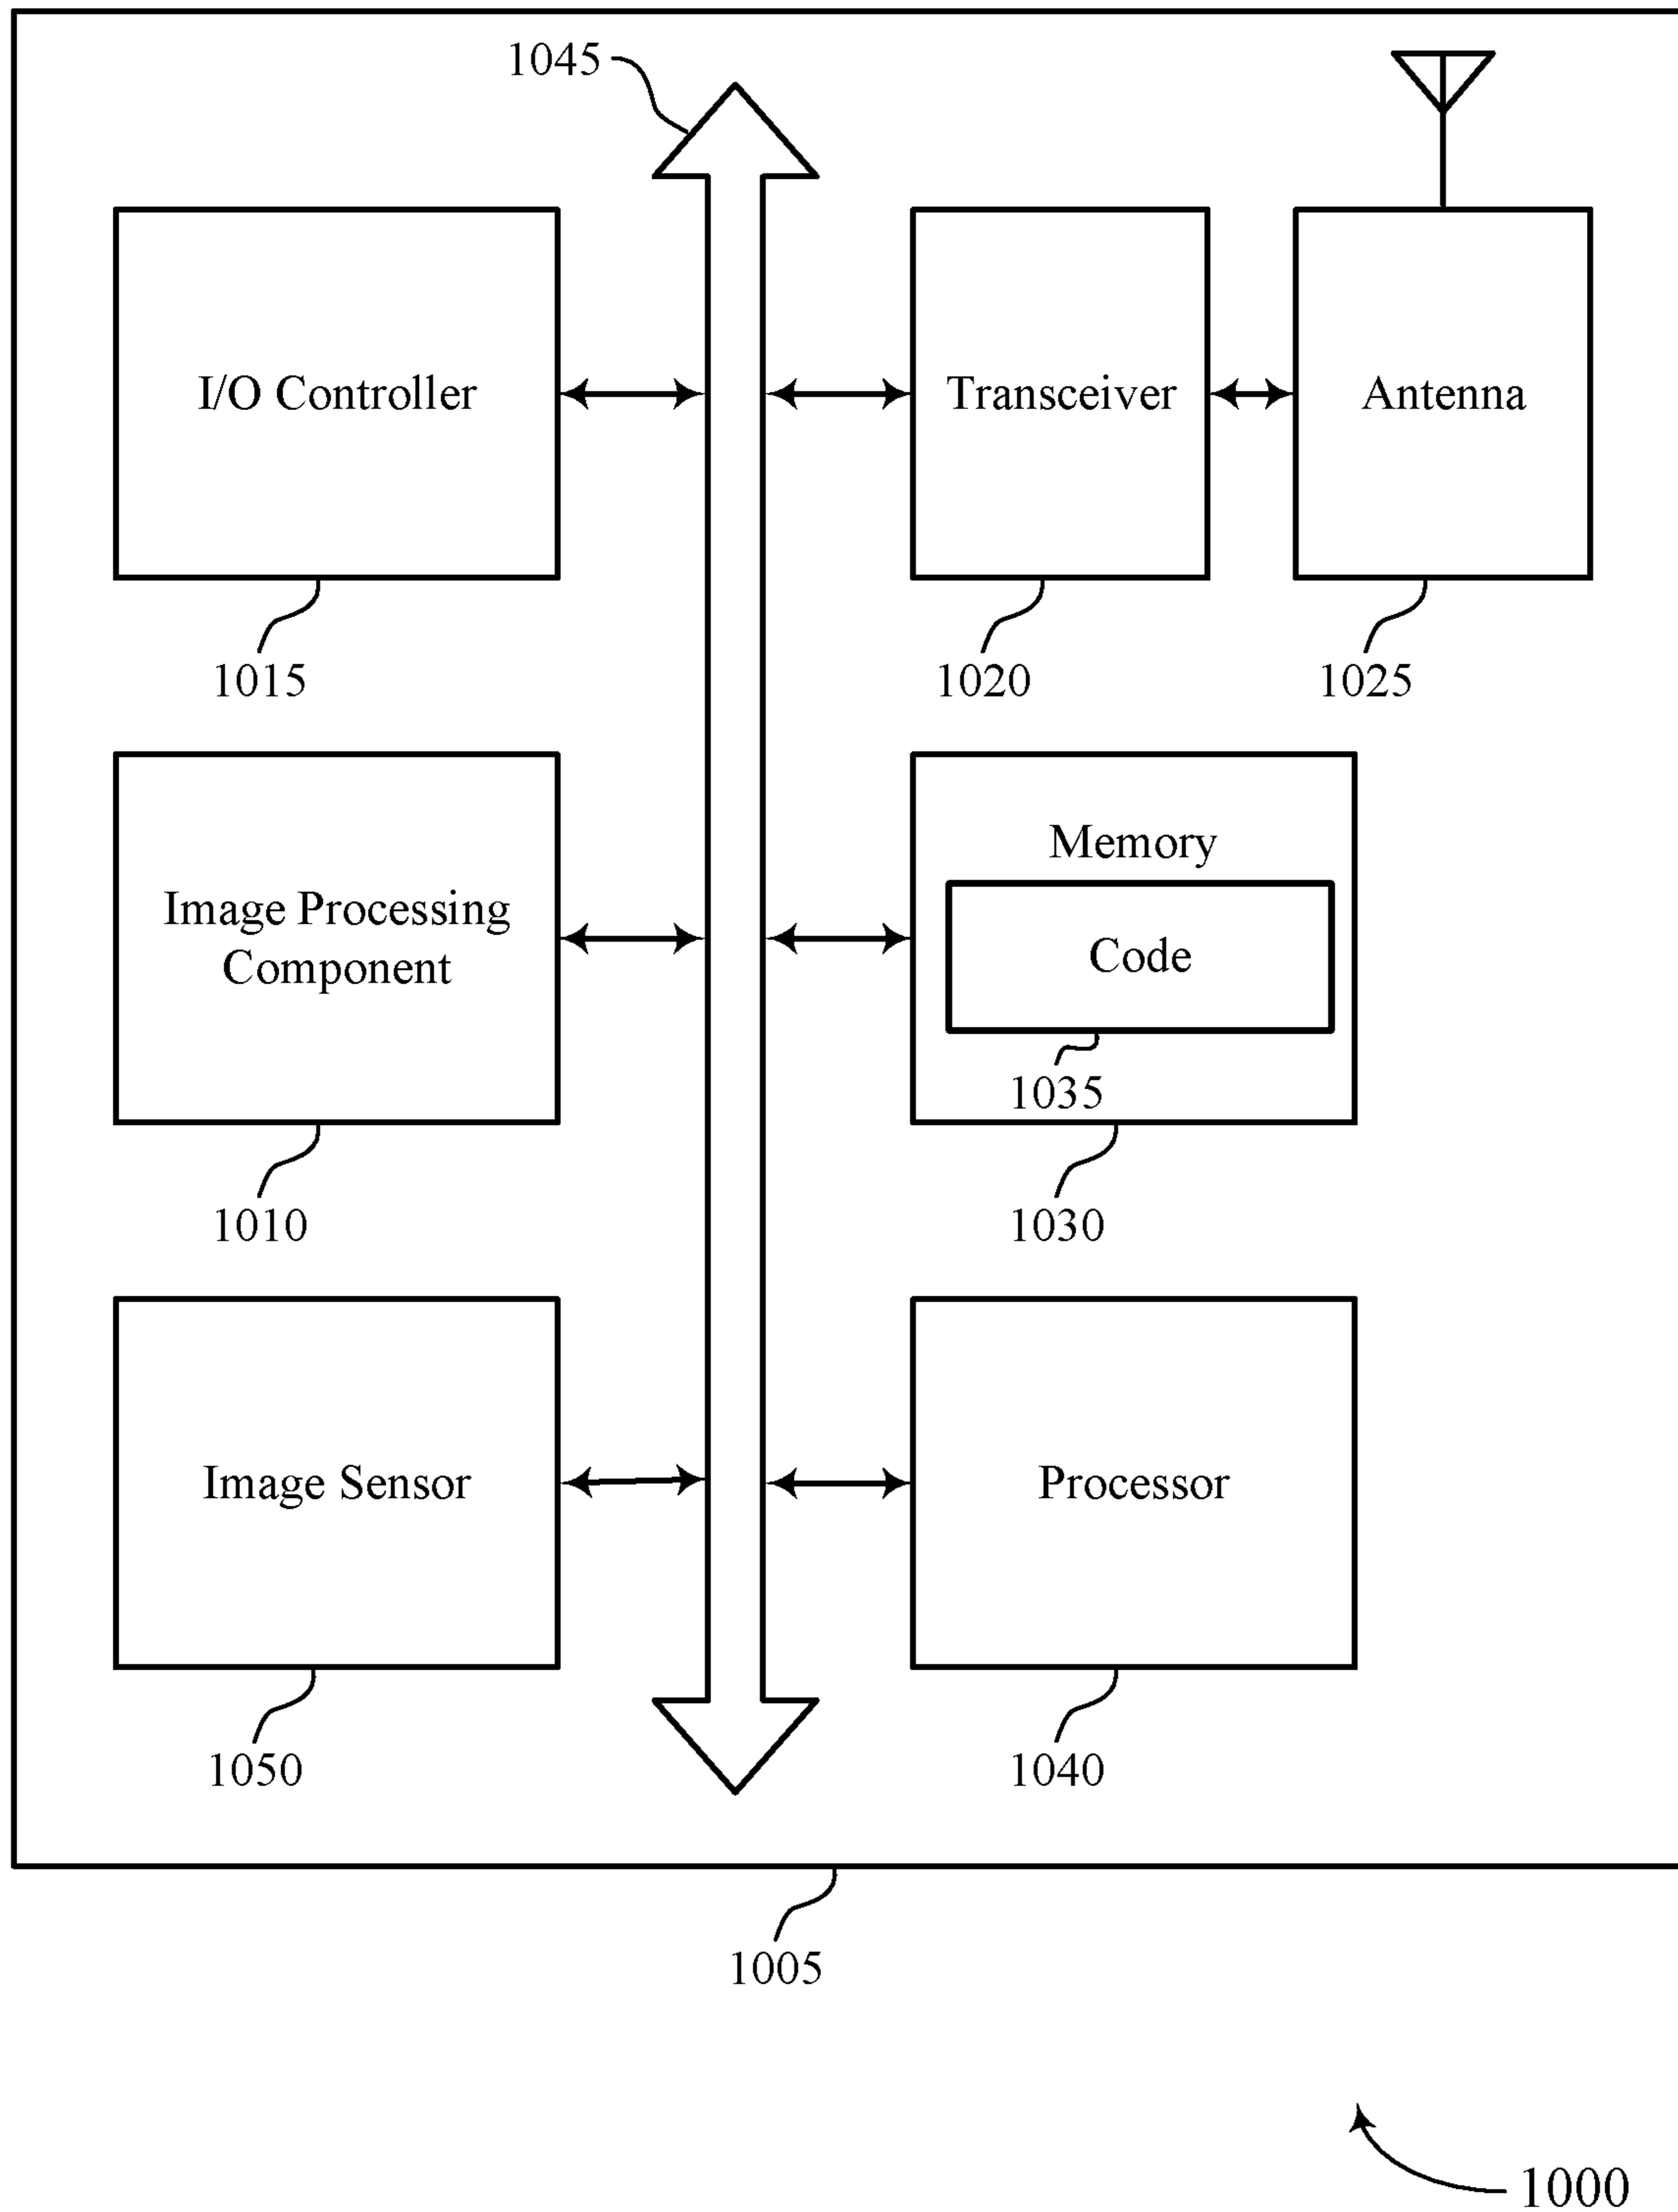 1045
I/O Controller
Transceiver
Antenna
1015
1020
1025
Image Processing
Component
Memory
Code
1035
1010
1030
Image Sensor
Processor
1050
1040
1005
1000